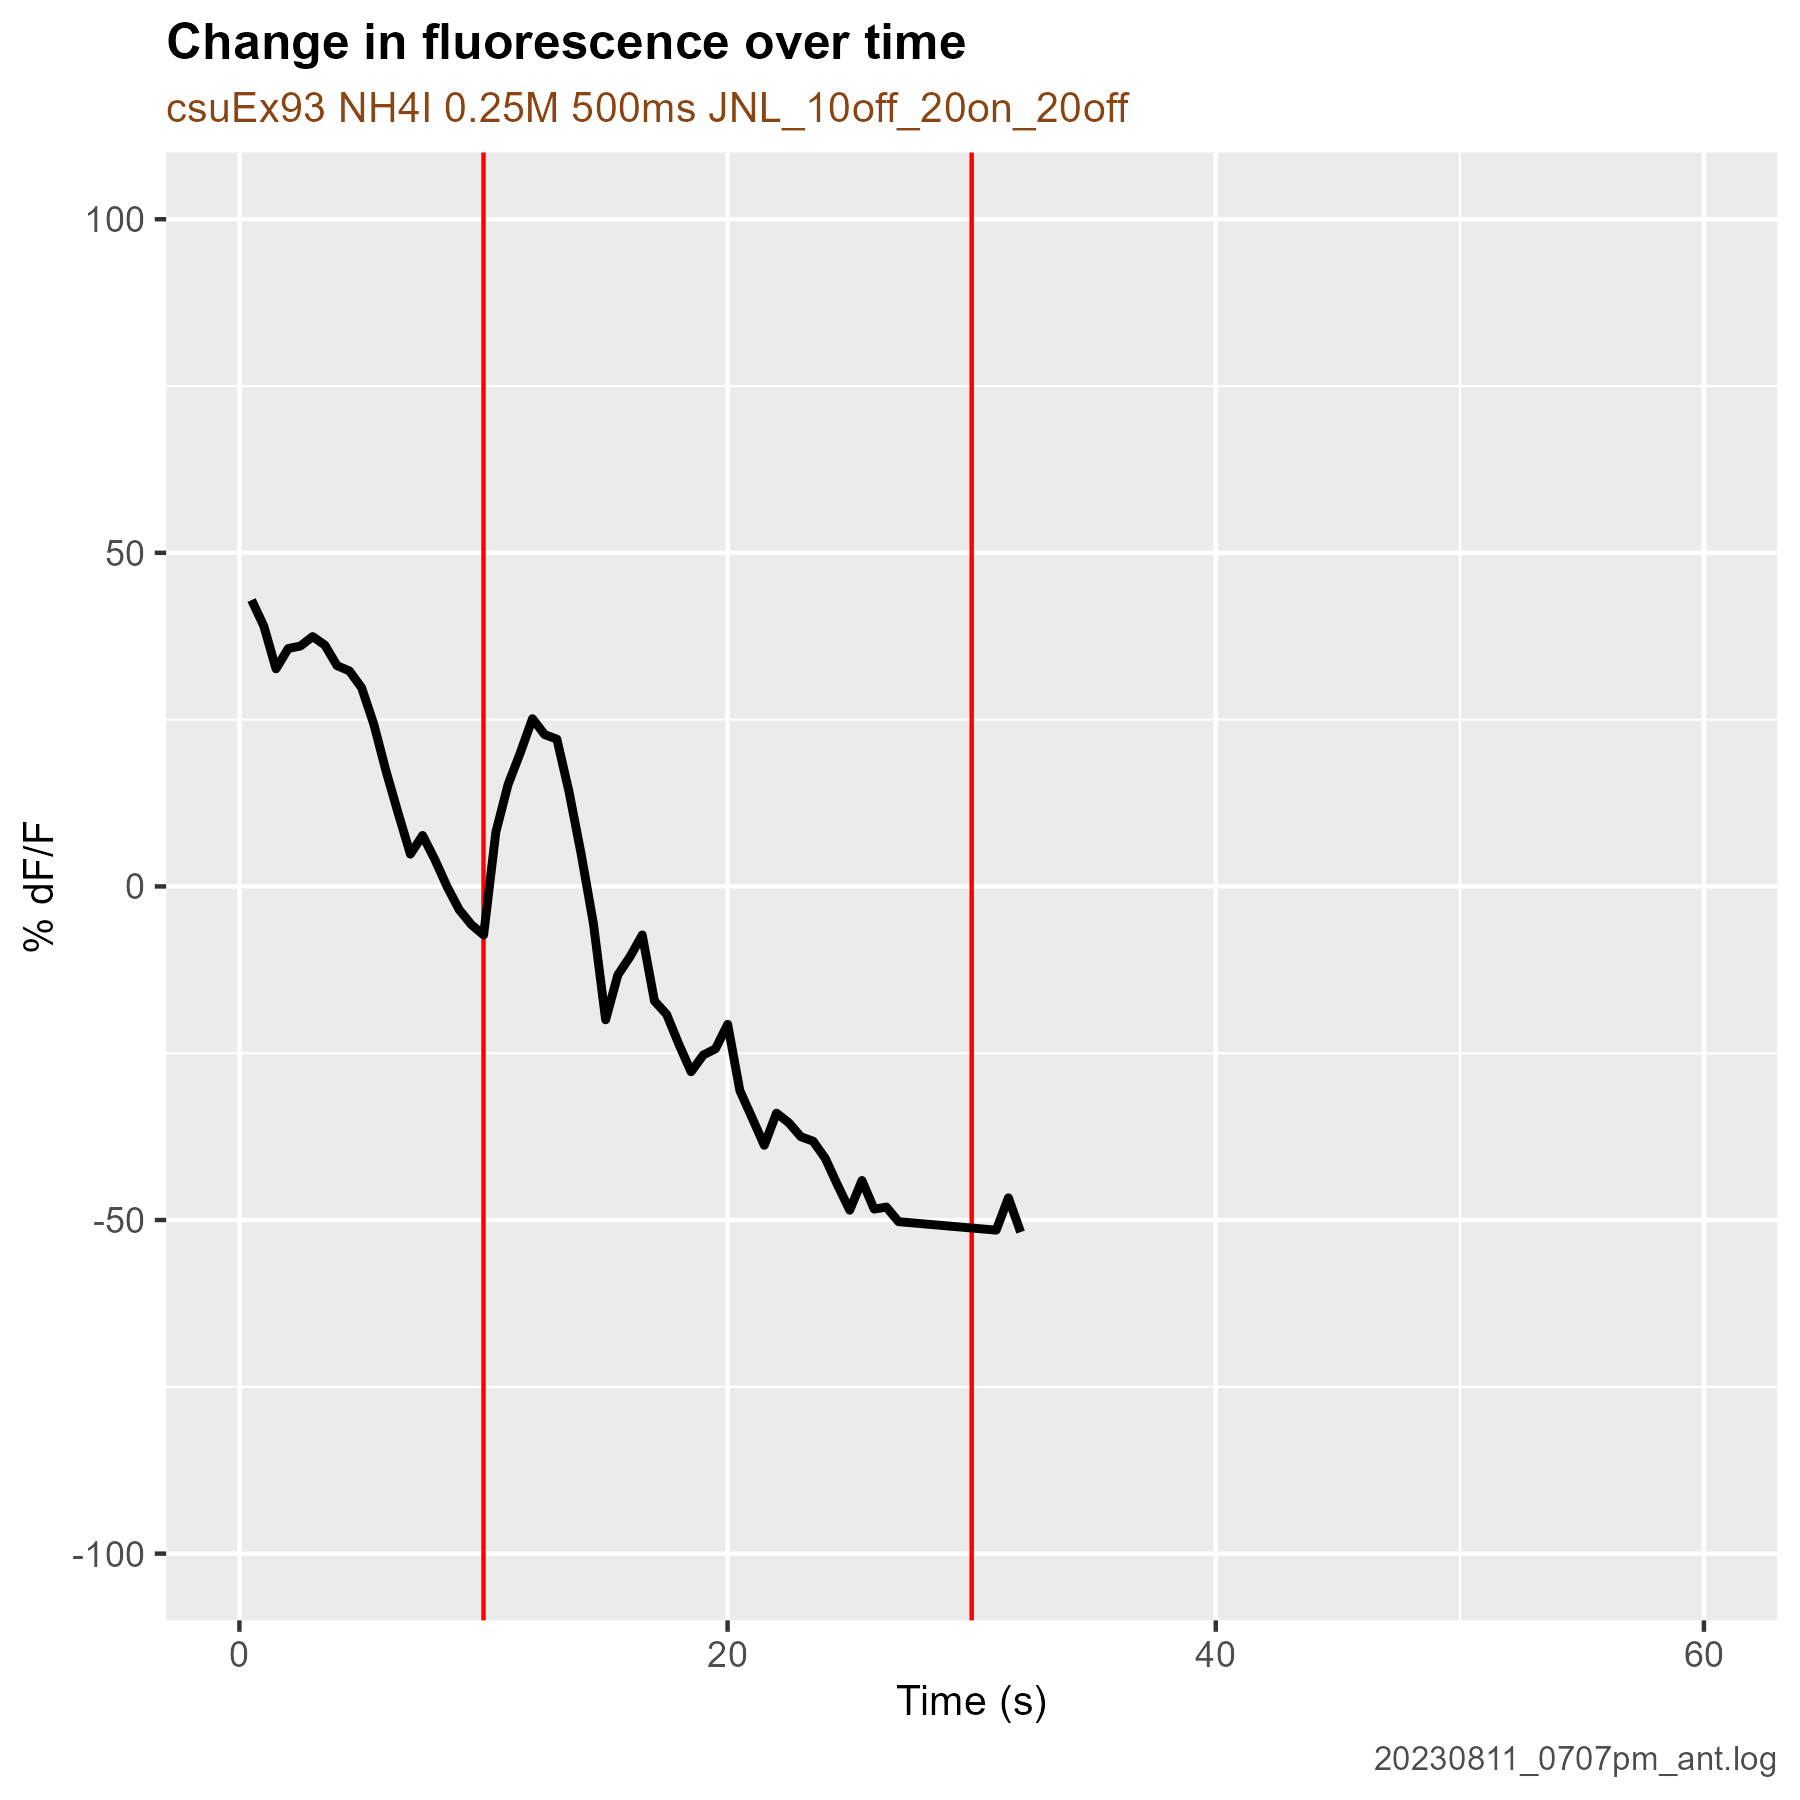 Change in fluorescence over time
csuEx93 NH4I 0.25M 500ms JNL_10off_20on_20off
100
50
0
-50
-100
% dF/F
0 20 40 60
Time (s)
20230811_0707pm_ant.log